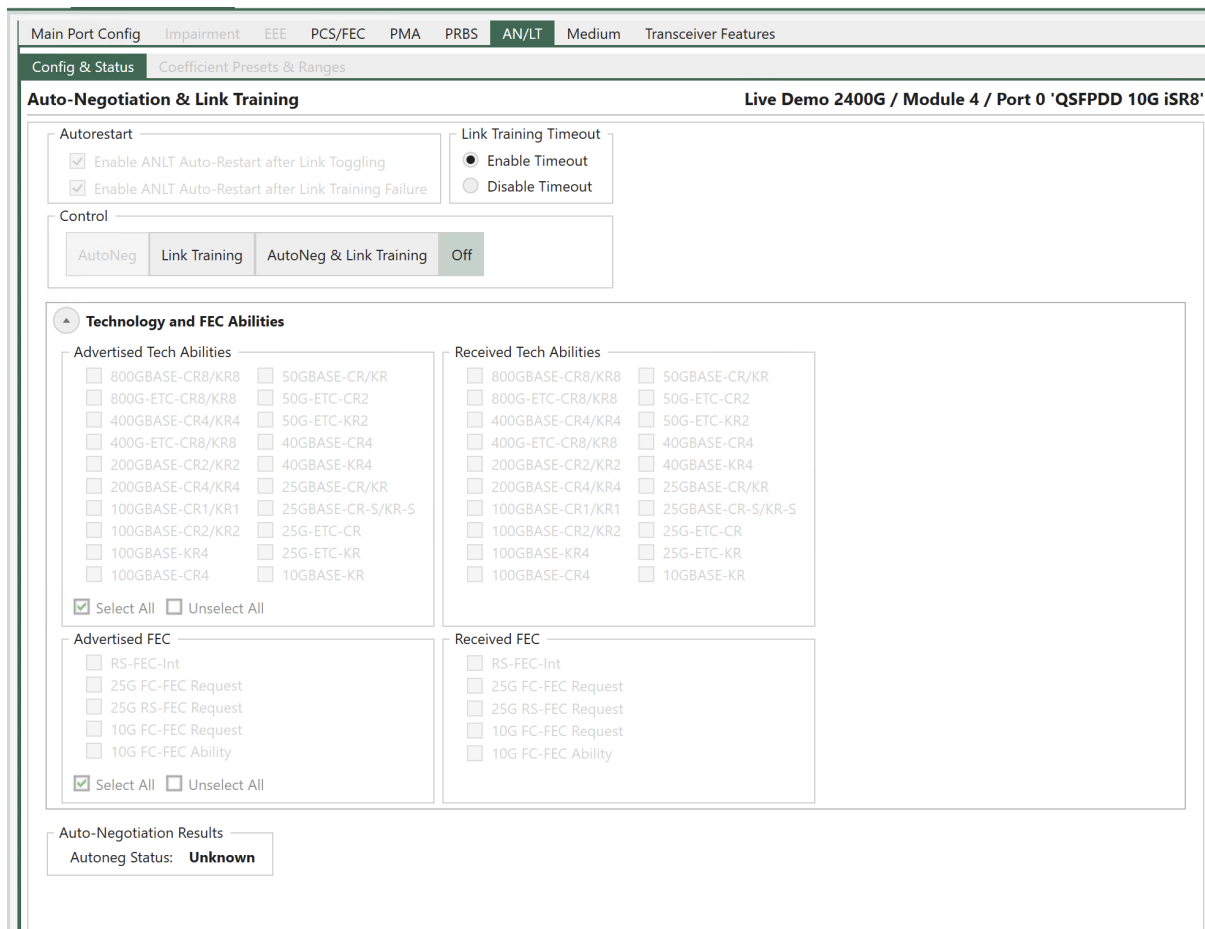 Main Port Config Impairment EEE PCS/FEC PMA PRBS AN/LT Medium Transceiver Features
Config & Status Coefficient Presets & Ranges
Auto-Negotiation & Link Training Live Demo 2400G / Module 4 / Port 0 'QSFPDD 10G iSR8'
Autorestart
Enable ANLT Auto-Restart after Link Toggling
Enable ANLT Auto-Restart after Link Training Failure
Link Training Timeout
Enable Timeout
Disable Timeout
Control
AutoNeg Link Training AutoNeg & Link Training Off
Technology and FEC Abilities
Advertised Tech Abilities
800GBASE-CR8/KR8 50GBASE-CR/KR
800G-ETC-CR8/KR8 50G-ETC-CR2
400GBASE-CR4/KR4 50G-ETC-KR2
400G-ETC-CR8/KR8 40GBASE-CR4
200GBASE-CR2/KR2 40GBASE-KR4
200GBASE-CR4/KR4 25GBASE-CR/KR
100GBASE-CR1/KR1 25GBASE-CR-S/KR-S
100GBASE-CR2/KR2 25G-ETC-CR
100GBASE-KR4 25G-ETC-KR
100GBASE-CR4 10GBASE-KR
Select All Unselect All
Received Tech Abilities
800GBASE-CR8/KR8 50GBASE-CR/KR
800G-ETC-CR8/KR8 50G-ETC-CR2
400GBASE-CR4/KR4 50G-ETC-KR2
400G-ETC-CR8/KR8 40GBASE-CR4
200GBASE-CR2/KR2 40GBASE-KR4
200GBASE-CR4/KR4 25GBASE-CR/KR
100GBASE-CR1/KR1 25GBASE-CR-S/KR-S
100GBASE-CR2/KR2 25G-ETC-CR
100GBASE-KR4 25G-ETC-KR
100GBASE-CR4 10GBASE-KR
Advertised FEC
RS-FEC-Int
25G FC-FEC Request
25G RS-FEC Request
10G FC-FEC Request
10G FC-FEC Ability
Select All Unselect All
Received FEC
RS-FEC-Int
25G FC-FEC Request
25G RS-FEC Request
10G FC-FEC Request
10G FC-FEC Ability
Auto-Negotiation Results
Autoneg Status: Unknown